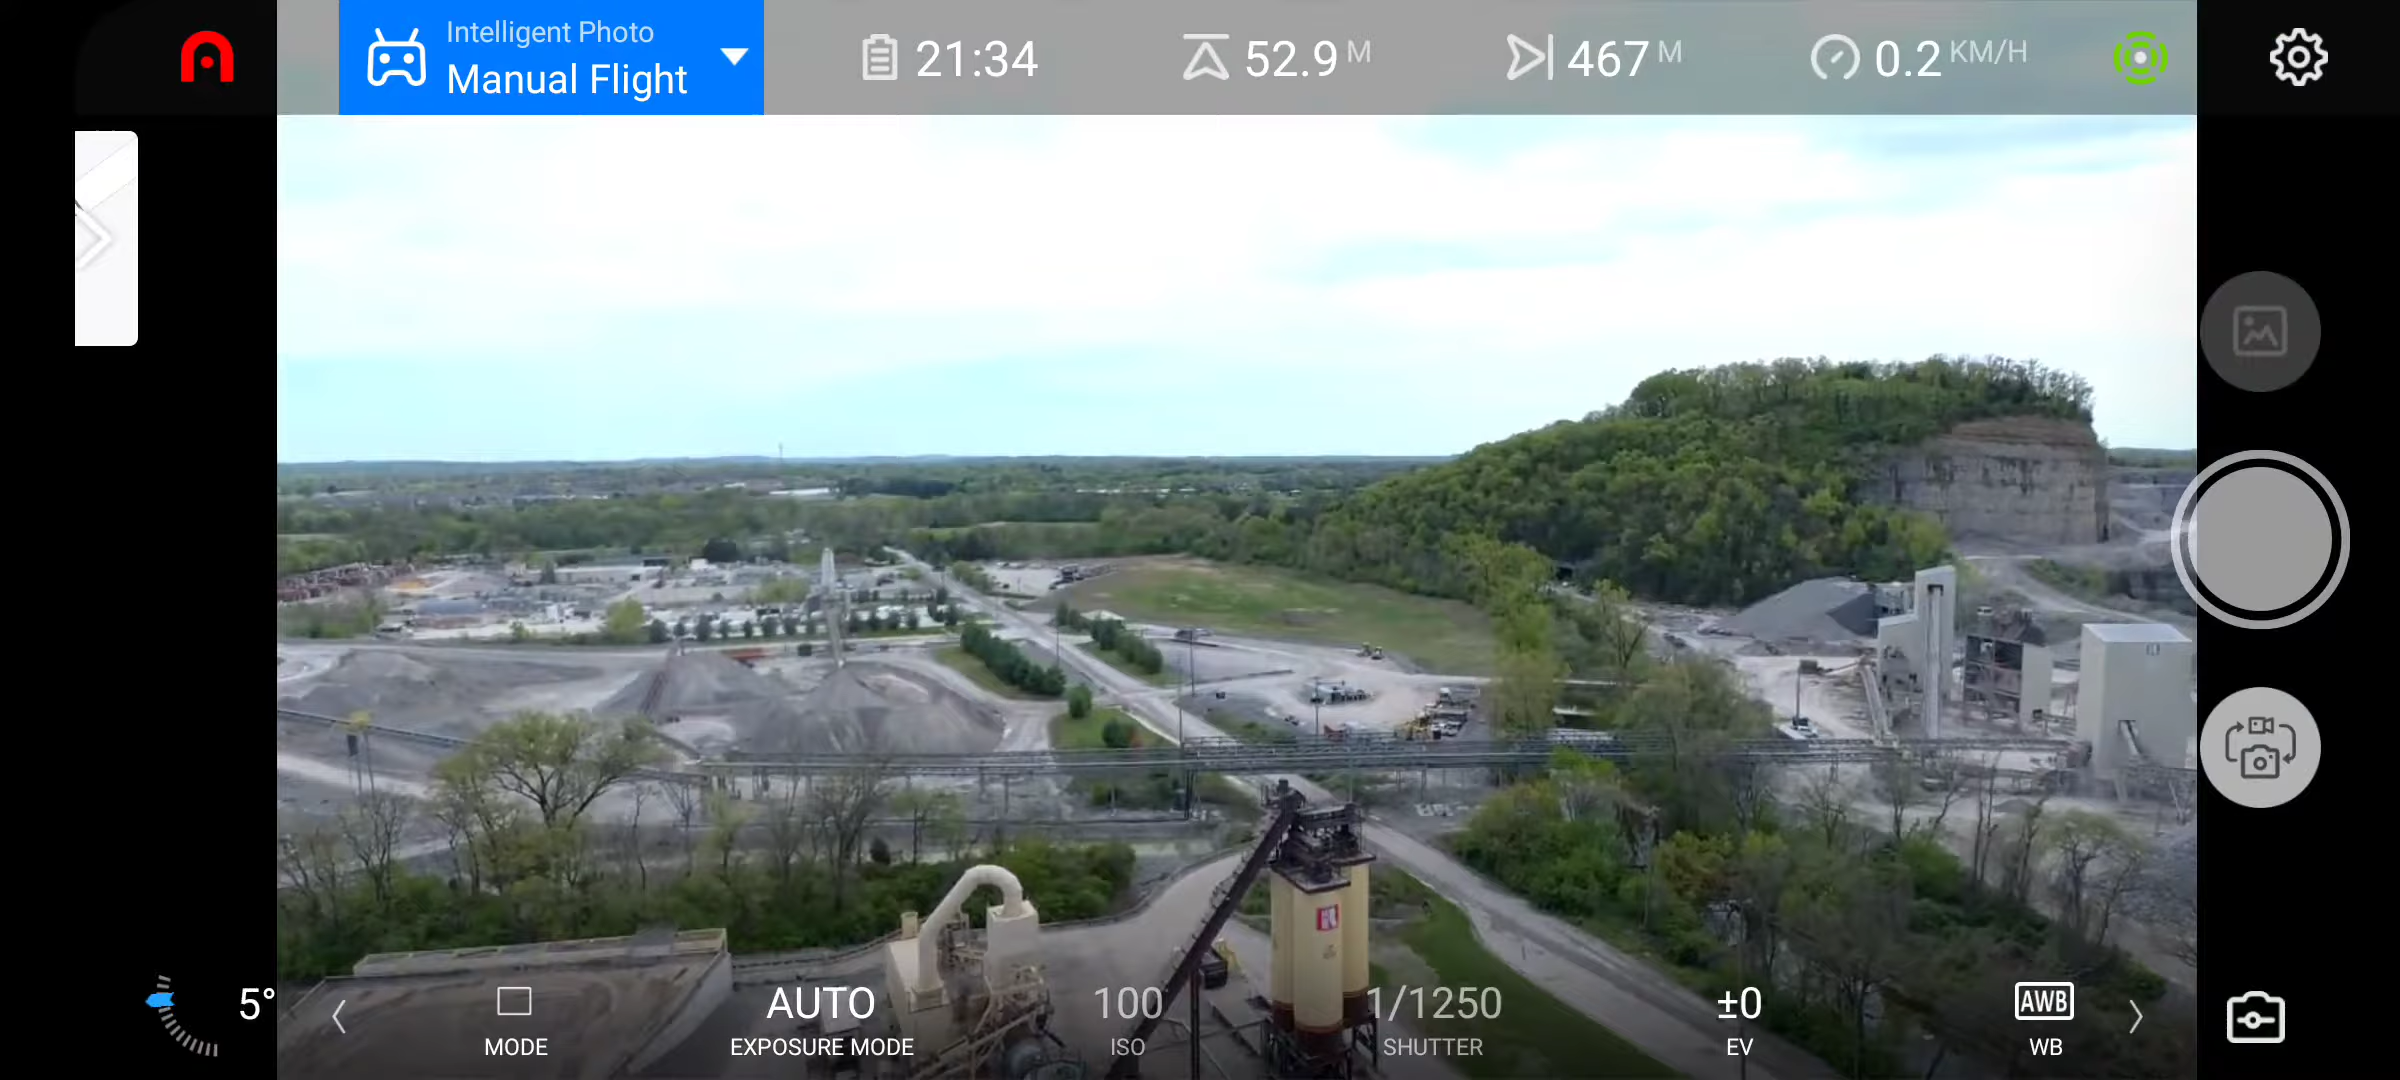 Intelligent Photo
Manual Flight
21:34
52.9 M
467 M
0.2 KM/H
5°
MODE
AUTO
EXPOSURE MODE
100
ISO
1/1250
SHUTTER
±0
EV
AWB
WB